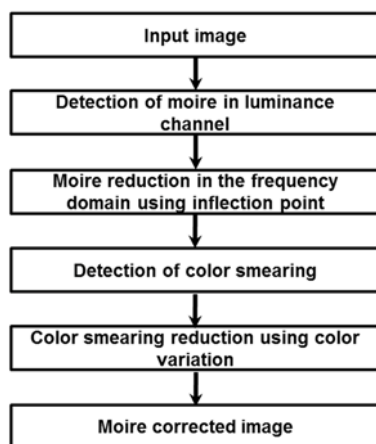 Input image
Detection of moire in luminance
channel
Moire reduction in the frequency
domain using inflection point
Detection of color smearing
Color smearing reduction using color
variation
Moire corrected image